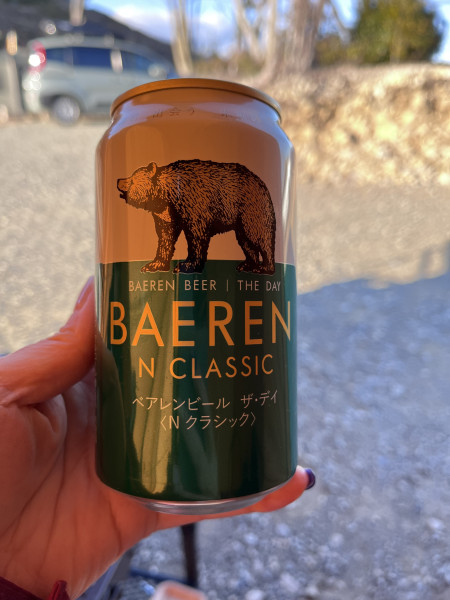 BAEREN BEER | THE DAY
BAEREN
N CLASSIC
ベアレンビール ザ・デイ
〈N クラシック〉